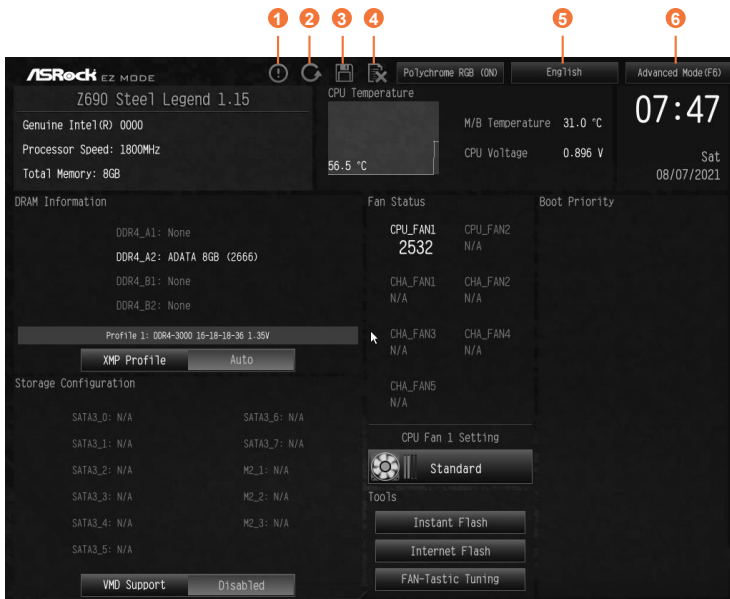 1 2 3 4 5 6
ASRock EZ MODE
Polychrome RGB (ON)
English
Advanced Mode(F6)
Z690 Steel Legend 1.15
Genuine Intel(R) 0000
Processor Speed: 1800MHz
Total Memory: 8GB
CPU Temperature
56.5 °C
M/B Temperature 31.0 °C
CPU Voltage 0.896 V
07:47
Sat
08/07/2021
DRAM Information
DDR4_A1: None
DDR4_A2: ADATA 8GB (2666)
DDR4_B1: None
DDR4_B2: None
Profile 1: DDR4-3000 16-18-18-36 1.35V
XMP Profile Auto
Storage Configuration
SATA3_0: N/A SATA3_6: N/A
SATA3_1: N/A SATA3_7: N/A
SATA3_2: N/A M2_1: N/A
SATA3_3: N/A M2_2: N/A
SATA3_4: N/A M2_3: N/A
SATA3_5: N/A
VMD Support Disabled
Fan Status
CPU_FAN1 CPU_FAN2
2532 N/A
CHA_FAN1 CHA_FAN2
N/A N/A
CHA_FAN3 CHA_FAN4
N/A N/A
CHA_FAN5
N/A
CPU Fan 1 Setting
Standard
Tools
Instant Flash
Internet Flash
FAN-Tastic Tuning
Boot Priority